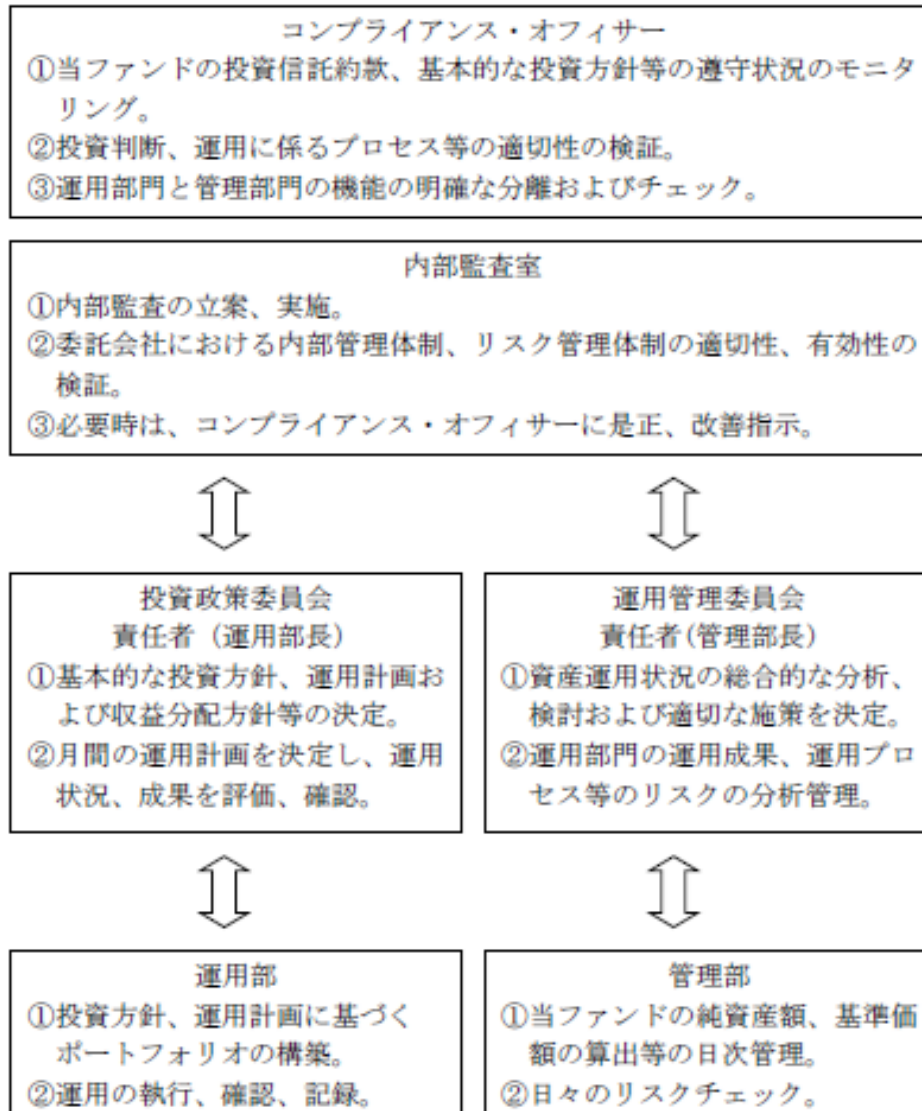 コンプライアンス・オフィサー
①当ファンドの投資信託約款、基本的な投資方針等の遵守状況のモニタ
リング。
②投資判断、運用に係るプロセス等の適切性の検証。
③運用部門と管理部門の機能の明確な分離およびチェック。
内部監査室
①内部監査の立案、実施。
②委託会社における内部管理体制、リスク管理体制の適切性、有効性の
検証。
③必要時は、コンプライアンス・オフィサーに是正、改善指示。
投資政策委員会
責任者（運用部長）
①基本的な投資方針、運用計画お
よび収益分配方針等の決定。
②月間の運用計画を決定し、運用
状況、成果を評価、確認。
運用管理委員会
責任者(管理部長)
①資産運用状況の総合的な分析、
検討および適切な施策を決定。
②運用部門の運用成果、運用プロ
セス等のリスクの分析管理。
運用部
①投資方針、運用計画に基づく
ポートフォリオの構築。
②運用の執行、確認、記録。
管理部
①当ファンドの純資産額、基準価
額の算出等の日次管理。
②日々のリスクチェック。